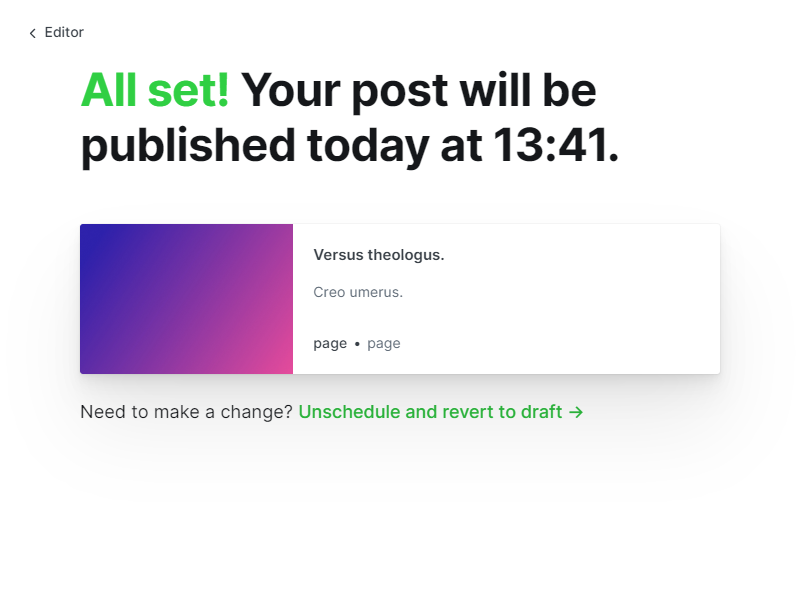 Editor
All set! Your post will be
published today at 13:41.
Versus theologus.
Creo umerus.
page • page
Need to make a change? Unschedule and revert to draft →